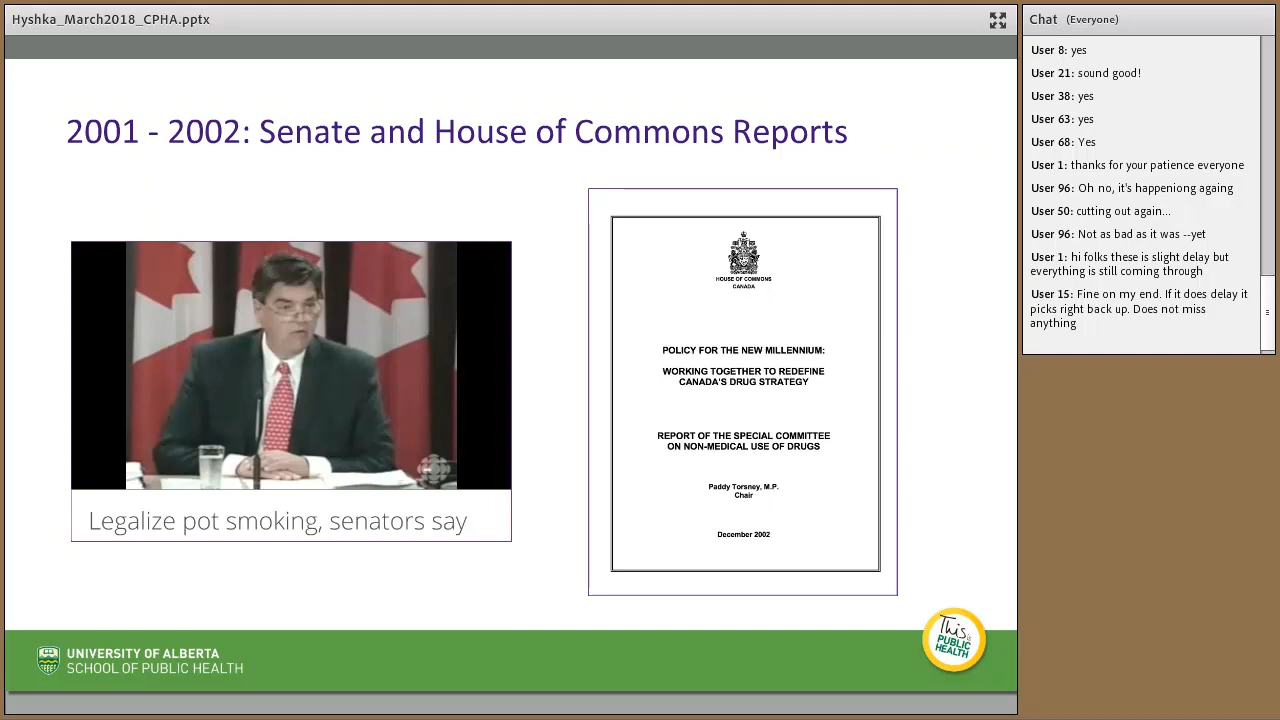 Hyshka_March2018_CPHA.pptx
2001 - 2002: Senate and House of Commons Reports
Legalize pot smoking, senators say
HOUSE OF COMMONS
CANADA
POLICY FOR THE NEW MILLENNIUM:
WORKING TOGETHER TO REDEFINE
CANADA'S DRUG STRATEGY
REPORT OF THE SPECIAL COMMITTEE
ON NON-MEDICAL USE OF DRUGS
Paddy Torsney, M.P.
Chair
December 2002
UNIVERSITY OF ALBERTA
SCHOOL OF PUBLIC HEALTH
This
is
PUBLIC
HEALTH
Chat (Everyone)
User 8: yes
User 21: sound good!
User 38: yes
User 63: yes
User 68: Yes
User 1: thanks for your patience everyone
User 96: Oh no, it's happeniong againg
User 50: cutting out again...
User 96: Not as bad as it was --yet
User 1: hi folks these is slight delay but
everything is still coming through
User 15: Fine on my end. If it does delay it
picks right back up. Does not miss
anything